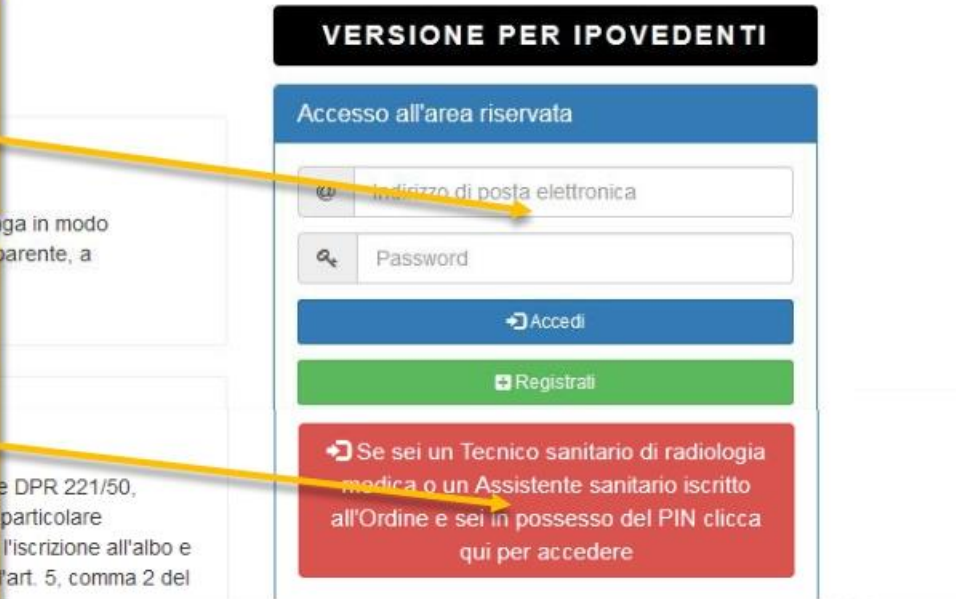 VERSIONE PER IPOVEDENTI
Accesso all'area riservata
@ Indirizzo di posta elettronica
Password
Accedi
Registrati
Se sei un Tecnico sanitario di radiologia
medica o un Assistente sanitario iscritto
all'Ordine e sei in possesso del PIN clicca
qui per accedere
in modo
a
e DPR 221/50,
particolare
l'iscrizione all'albo e
art. 5, comma 2 del